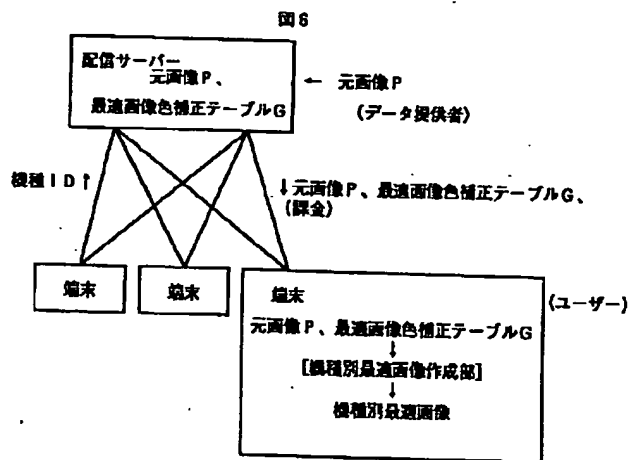 図6
配信サーバー
元画像P、
最適画像色補正テーブルG
← 元画像P
(データ提供者)
機種ID↑
↓元画像P、最適画像色補正テーブルG、
(課金)
端末
端末
端末
(ユーザー)
元画像P、最適画像色補正テーブルG
↓
[機種別最適画像作成部]
↓
機種別最適画像